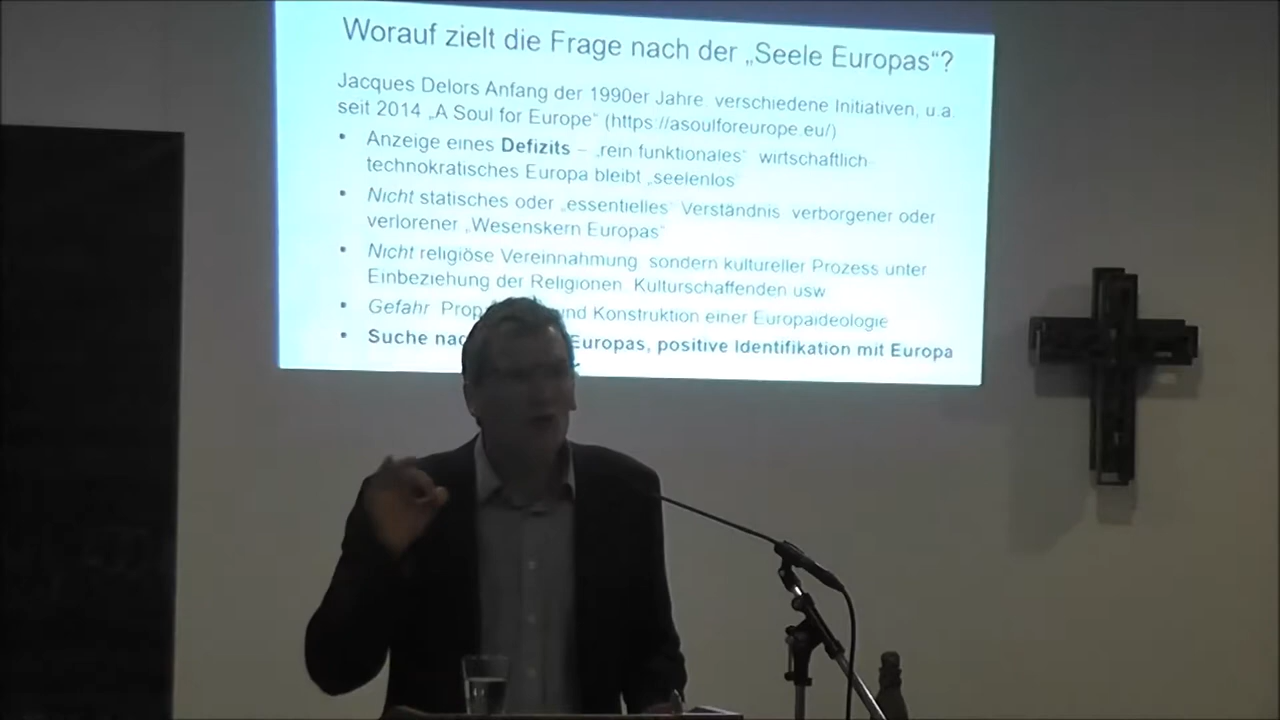 Worauf zielt die Frage nach der „Seele Europas“?
Jacques Delors Anfang der 1990er Jahre verschiedene Initiativen, u.a.
seit 2014 „A Soul for Europe“ (https://asoulforeurope.eu/)
• Anzeige eines Defizits – „rein funktionales“ wirtschaftlich-
technokratisches Europa bleibt „seelenlos
• Nicht statisches oder „essentielles“ Verständnis verborgener oder
verlorener „Wesenskern Europas“
• Nicht religiöse Vereinnahmung sondern kultureller Prozess unter
Einbeziehung der Religionen Kulturschaffenden usw
• Gefahr und Konstruktion einer Europaideologie
• Suche Europas, positive Identifikation mit Europa